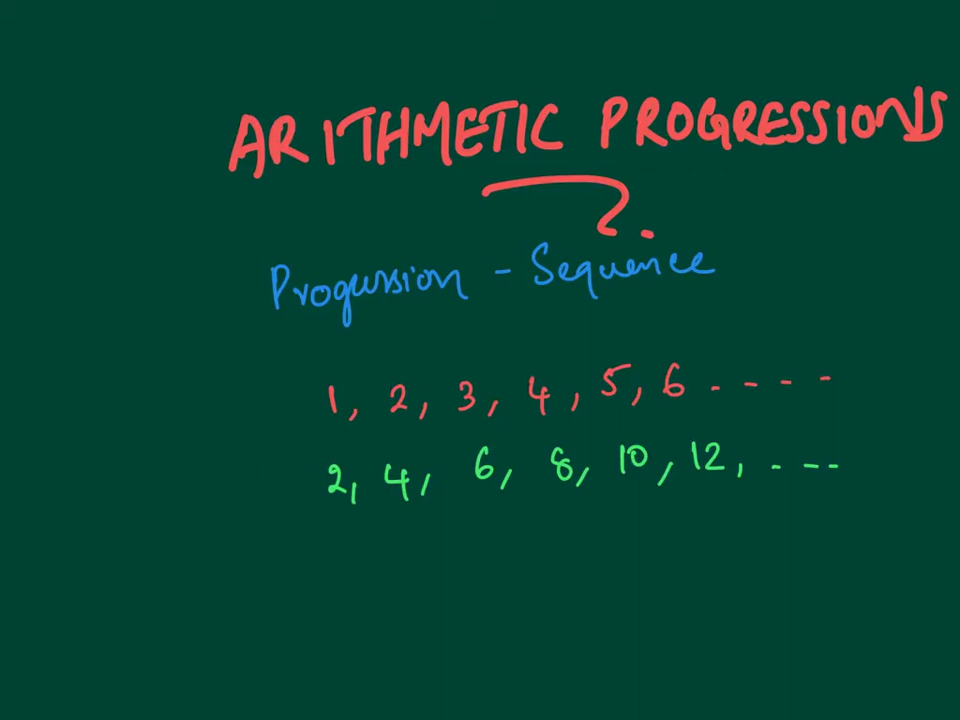 ARITHMETIC PROGRESSIONS
Progression - Sequence
1, 2, 3, 4, 5, 6 - - - -
2, 4, 6, 8, 10, 12, - - -